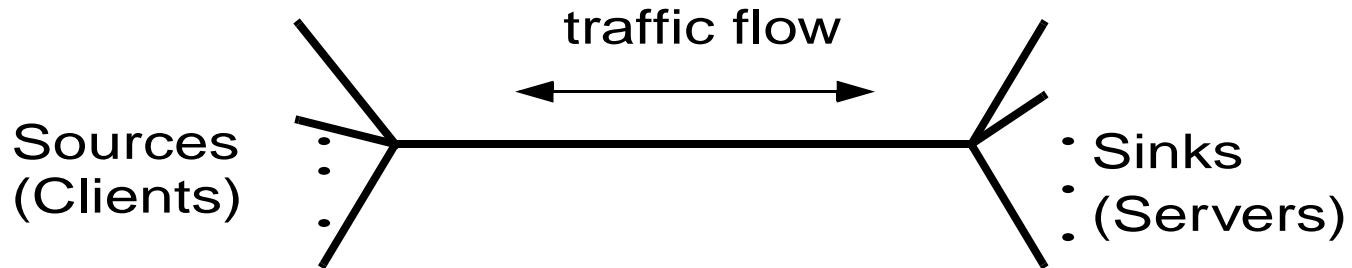 traffic flow
Sources
(Clients)
Sinks
(Servers)